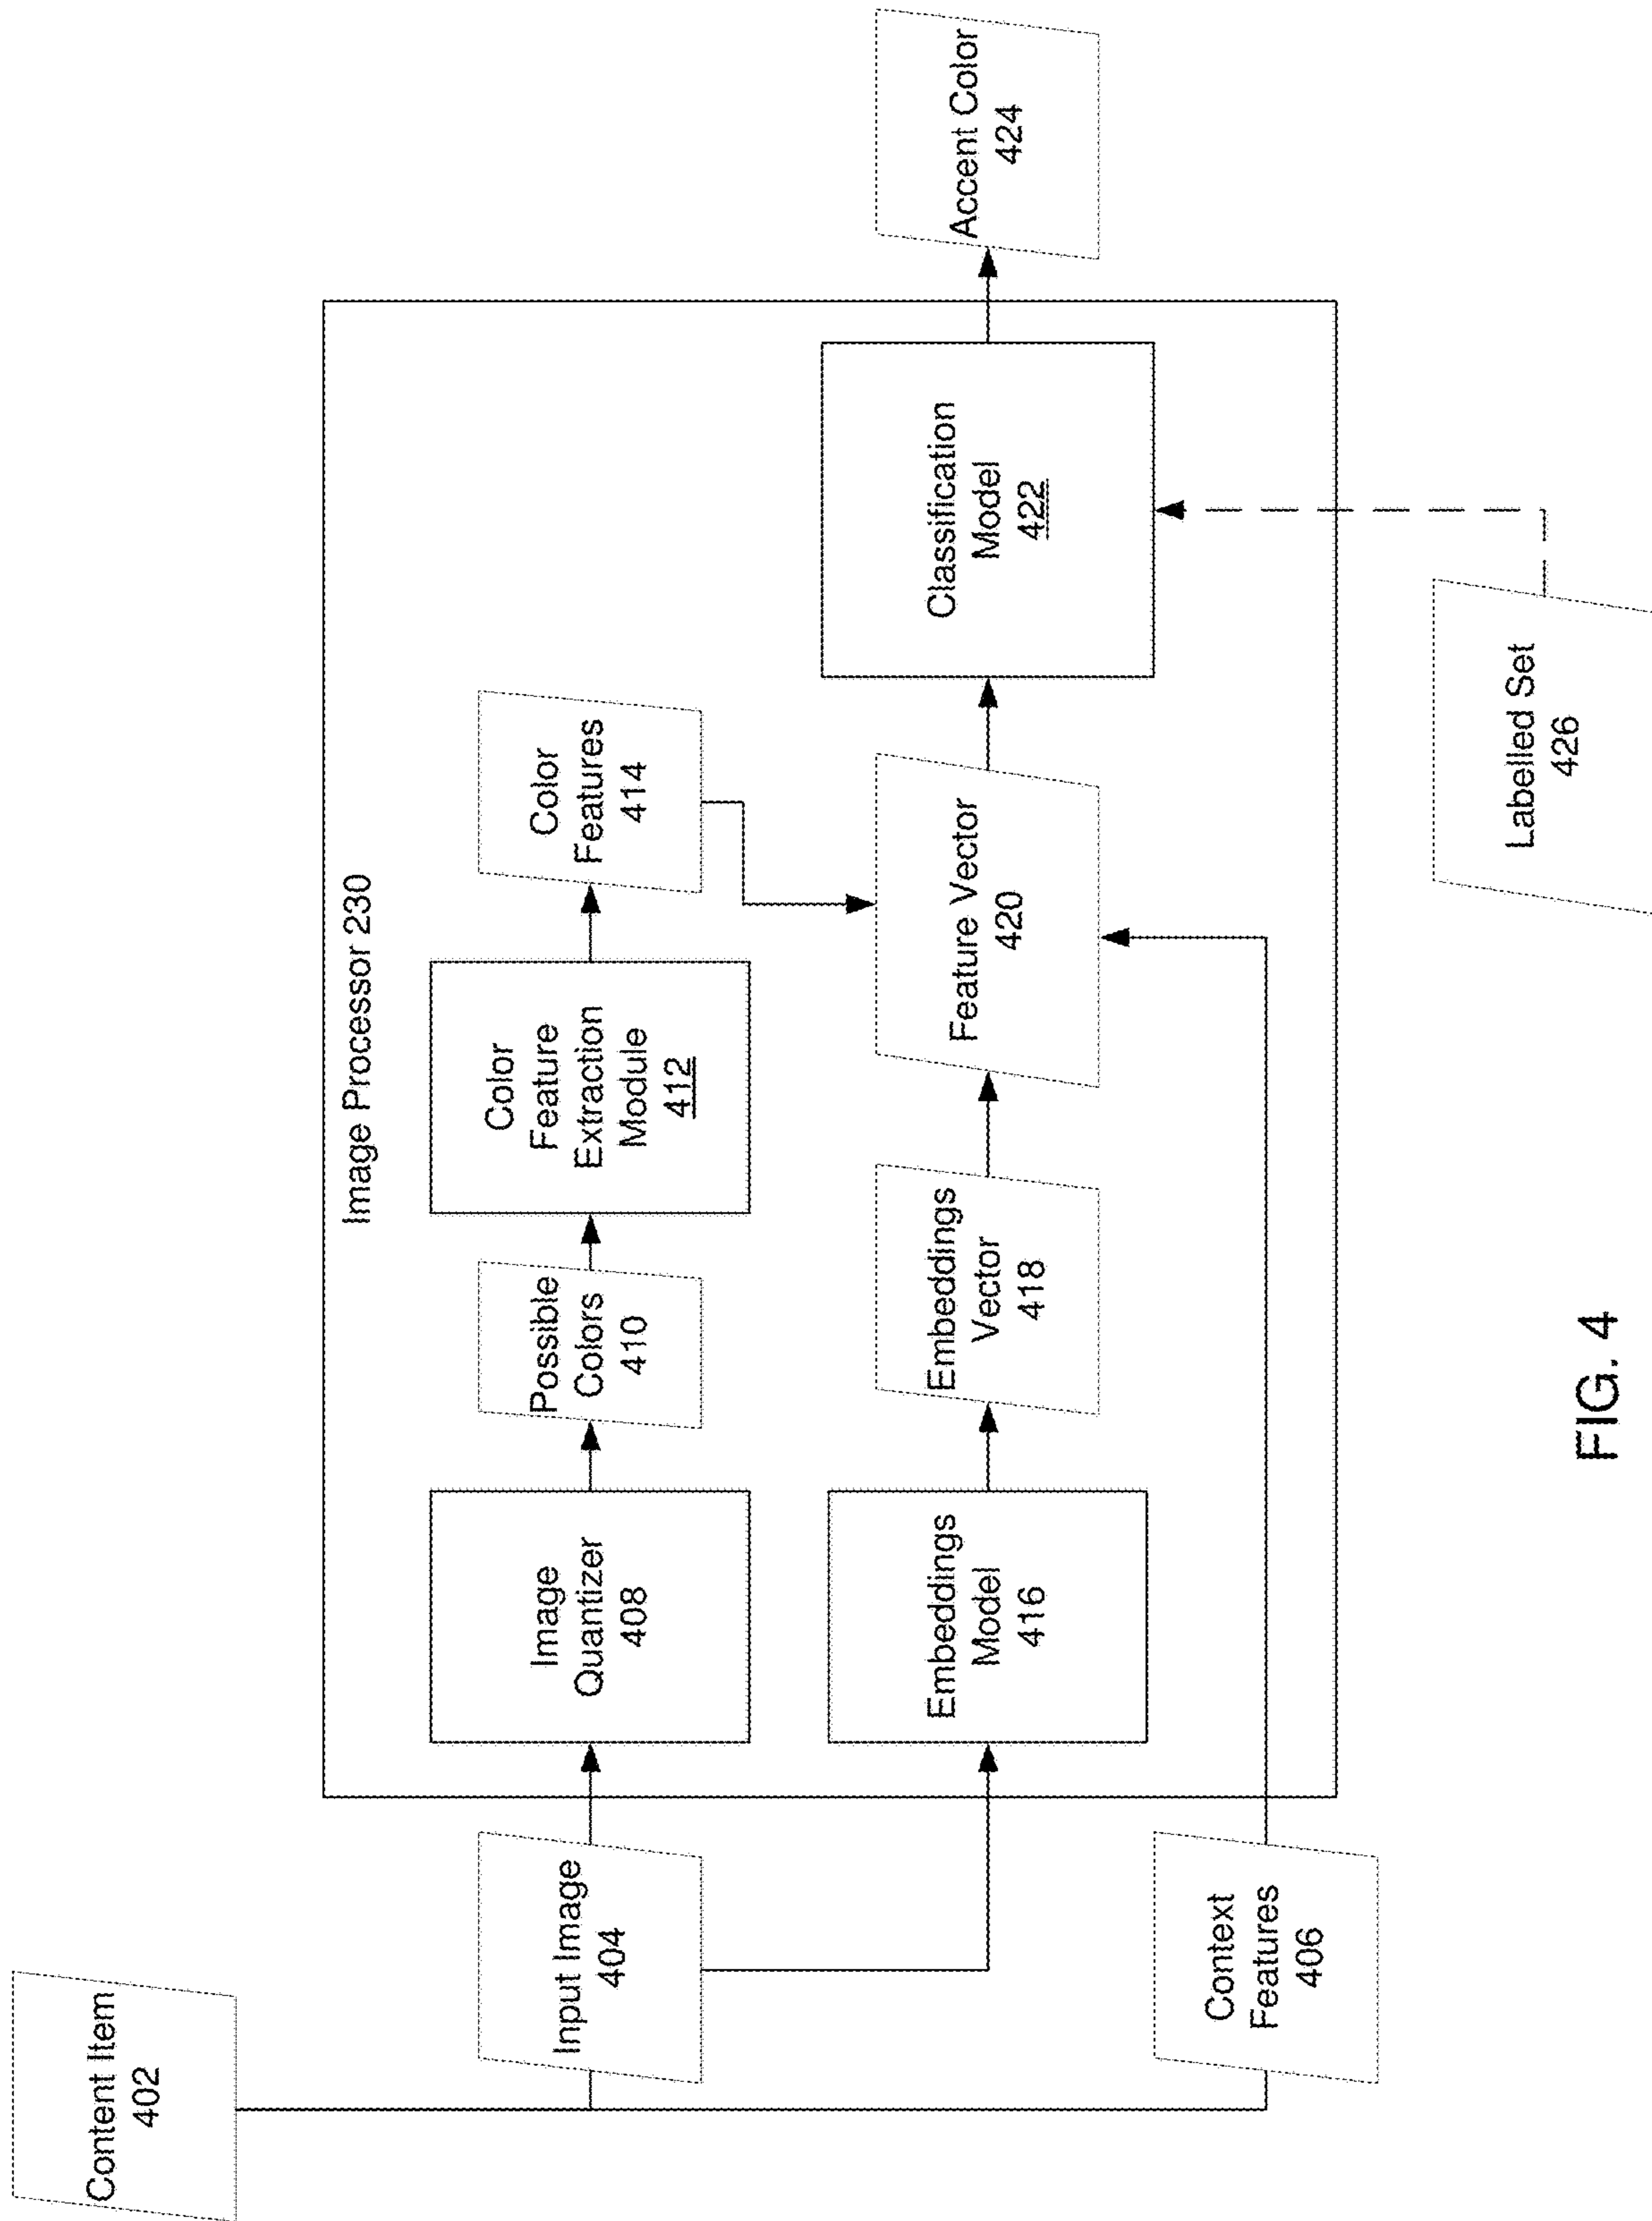 Content Item
402
Image Processor 230
Input Image
404
Image
Quantizer
408
Possible
Colors
410
Color
Feature
Extraction
Module
412
Color
Features
414
Embeddings
Model
416
Embeddings
Vector
418
Feature Vector
420
Classification
Model
422
Accent Color
424
Context
Features
406
Labelled Set
426
FIG. 4